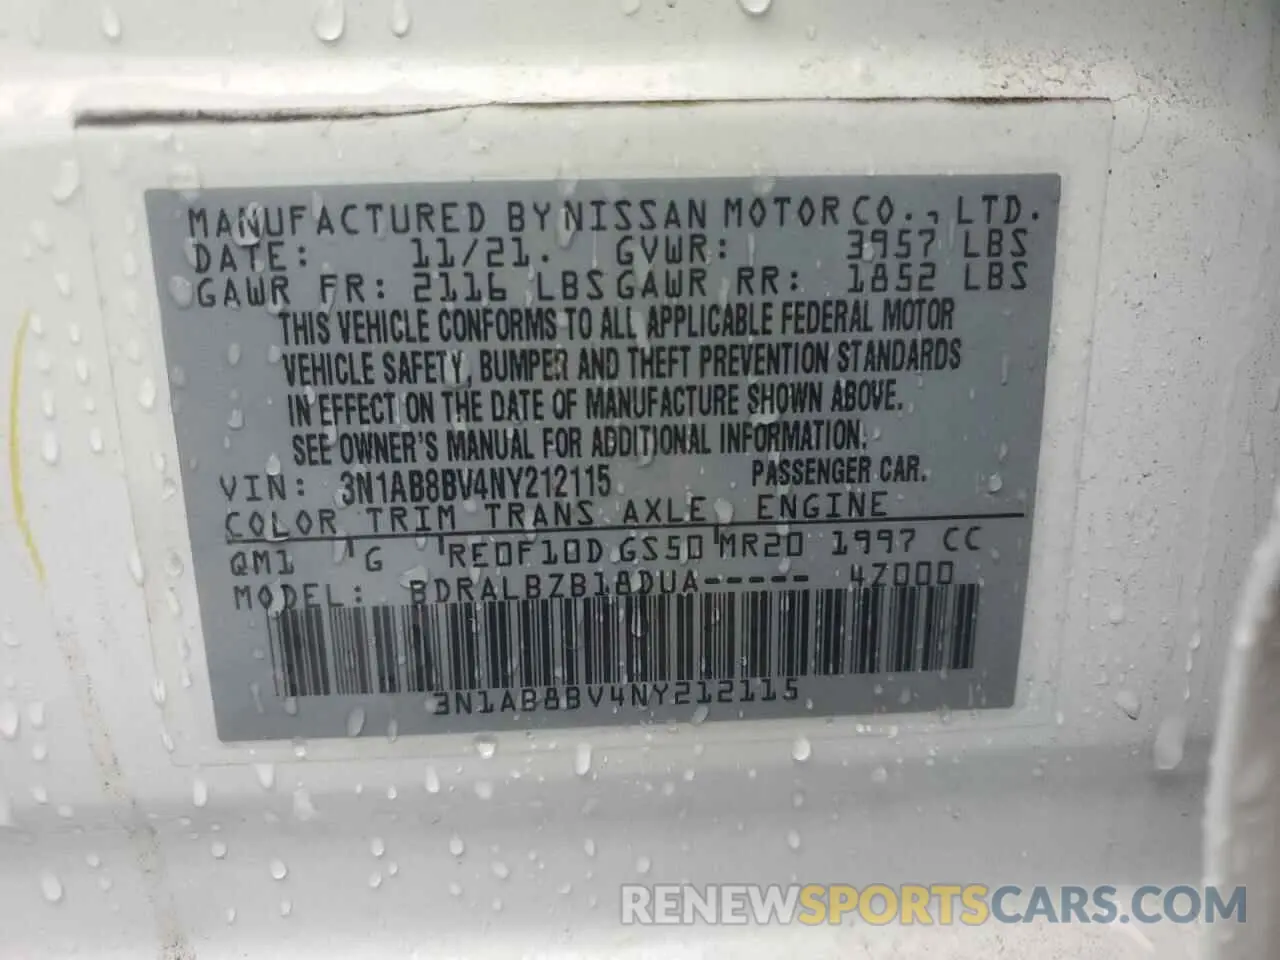 MANUFACTURED BY NISSAN MOTOR CO., LTD.
DATE: 11/21. GVWR: 3957 LBS
GAWR FR: 2116 LBS GAWR RR: 1852 LBS
THIS VEHICLE CONFORMS TO ALL APPLICABLE FEDERAL MOTOR
VEHICLE SAFETY, BUMPER AND THEFT PREVENTION STANDARDS
IN EFFECT ON THE DATE OF MANUFACTURE SHOWN ABOVE.
SEE OWNER'S MANUAL FOR ADDITIONAL INFORMATION.
VIN: 3N1AB8BV4NY212115 PASSENGER CAR.
COLOR TRIM TRANS AXLE ENGINE
QM1 G RE0F10D GS50 MR20 1997 CC
MODEL: BDRALBZB18DUA----- 4Z000
3N1AB8BV4NY212115
RENEWSPORTSCARS.COM